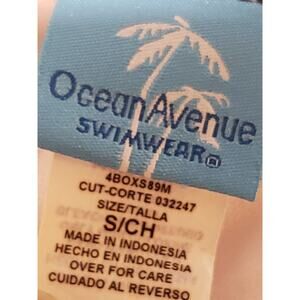 OceanAvenue
SWIMWEAR®
4BOXS89M
CUT-CORTE 032247
SIZE/TALLA
S/CH
MADE IN INDONESIA
HECHO EN INDONESIA
OVER FOR CARE
CUIDADO AL REVERSO